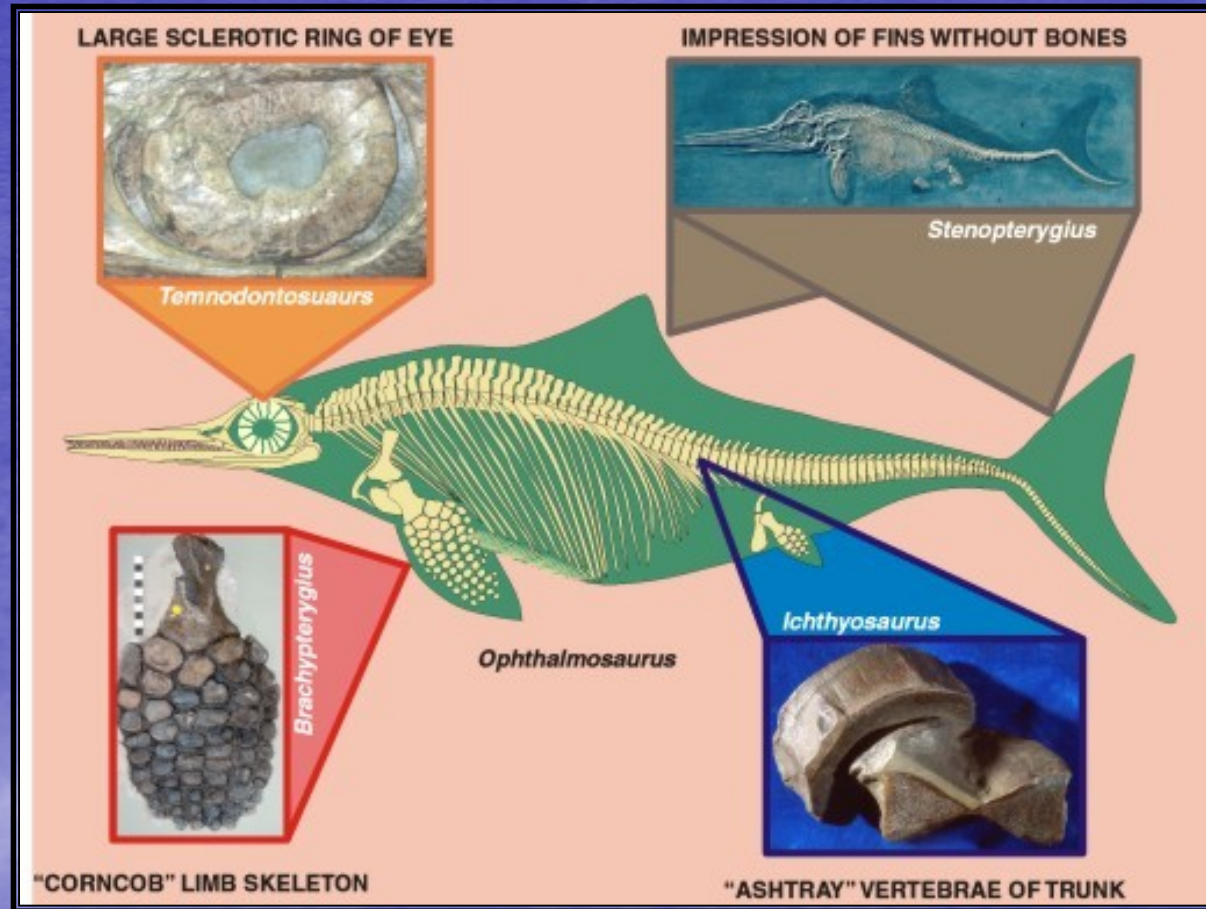 LARGE SCLEROTIC RING OF EYE
IMPRESSION OF FINS WITHOUT BONES
Temnodontosuaurs
Stenopterygius
Brachypterygius
Ichthyosaurus
Ophthalmosaurus
“CORNCOB” LIMB SKELETON
“ASHTRAY” VERTEBRAE OF TRUNK